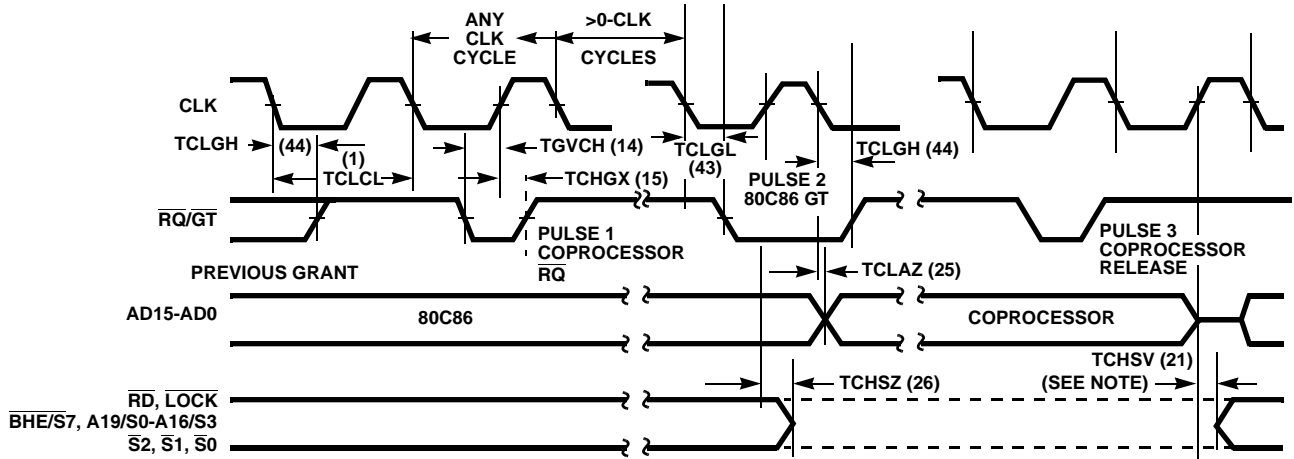 ANY
CLK
CYCLE
>0-CLK
CYCLES
CLK
TCLGH
(44)
(1)
TCLCL
TGVCH (14)
TCHGX (15)
TCLGL
(43)
TCLGH (44)
PULSE 2
80C86 GT
RQ/GT
PULSE 1
COPROCESSOR
RQ
PULSE 3
COPROCESSOR
RELEASE
PREVIOUS GRANT
TCLAZ (25)
AD15-AD0
80C86
COPROCESSOR
TCHSZ (26)
TCHSV (21)
(SEE NOTE)
RD, LOCK
BHE/S7, A19/S0-A16/S3
S2, S1, S0